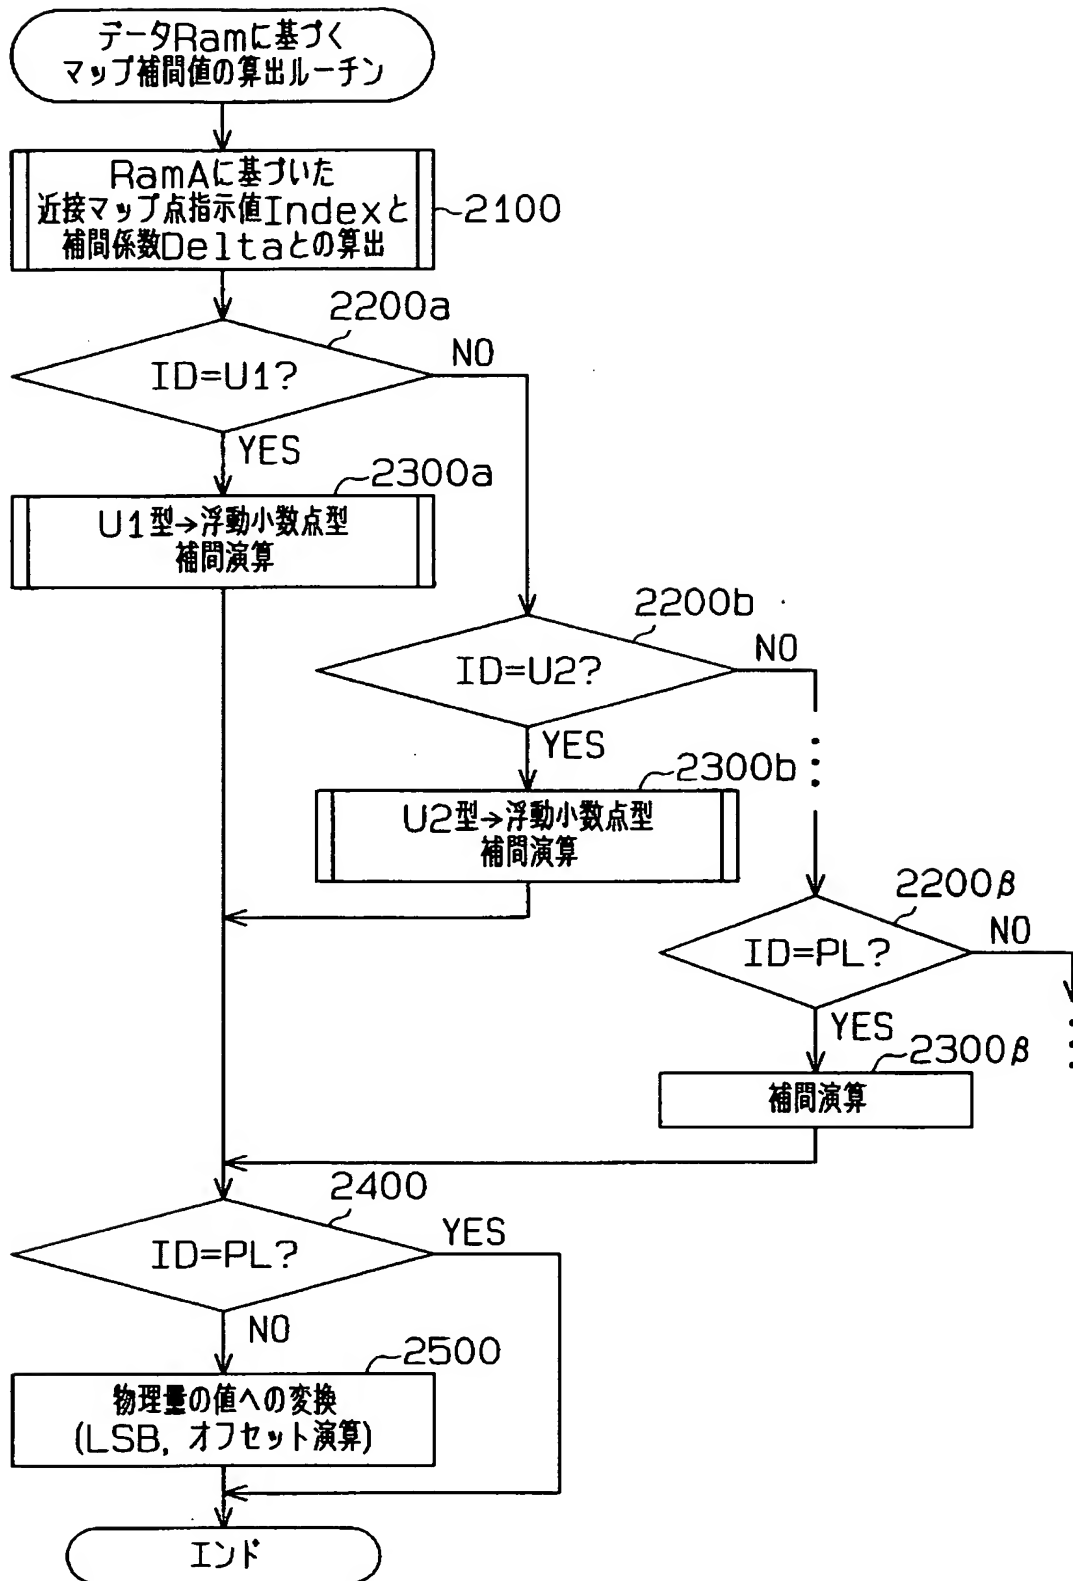 データRamに基づく
マップ補間値の算出ルーチン
RamAに基づいた
近接マップ点指示値Indexと
補間係数Deltaとの算出
2100
2200a
ID=U1?
NO
YES
2300a
U1型→浮動小数点型
補間演算
2200b
ID=U2?
NO
YES
2300b
U2型→浮動小数点型
補間演算
2200β
ID=PL?
NO
YES
2300β
補間演算
2400
ID=PL?
YES
NO
2500
物理量の値への変換
(LSB, オフセット演算)
エンド